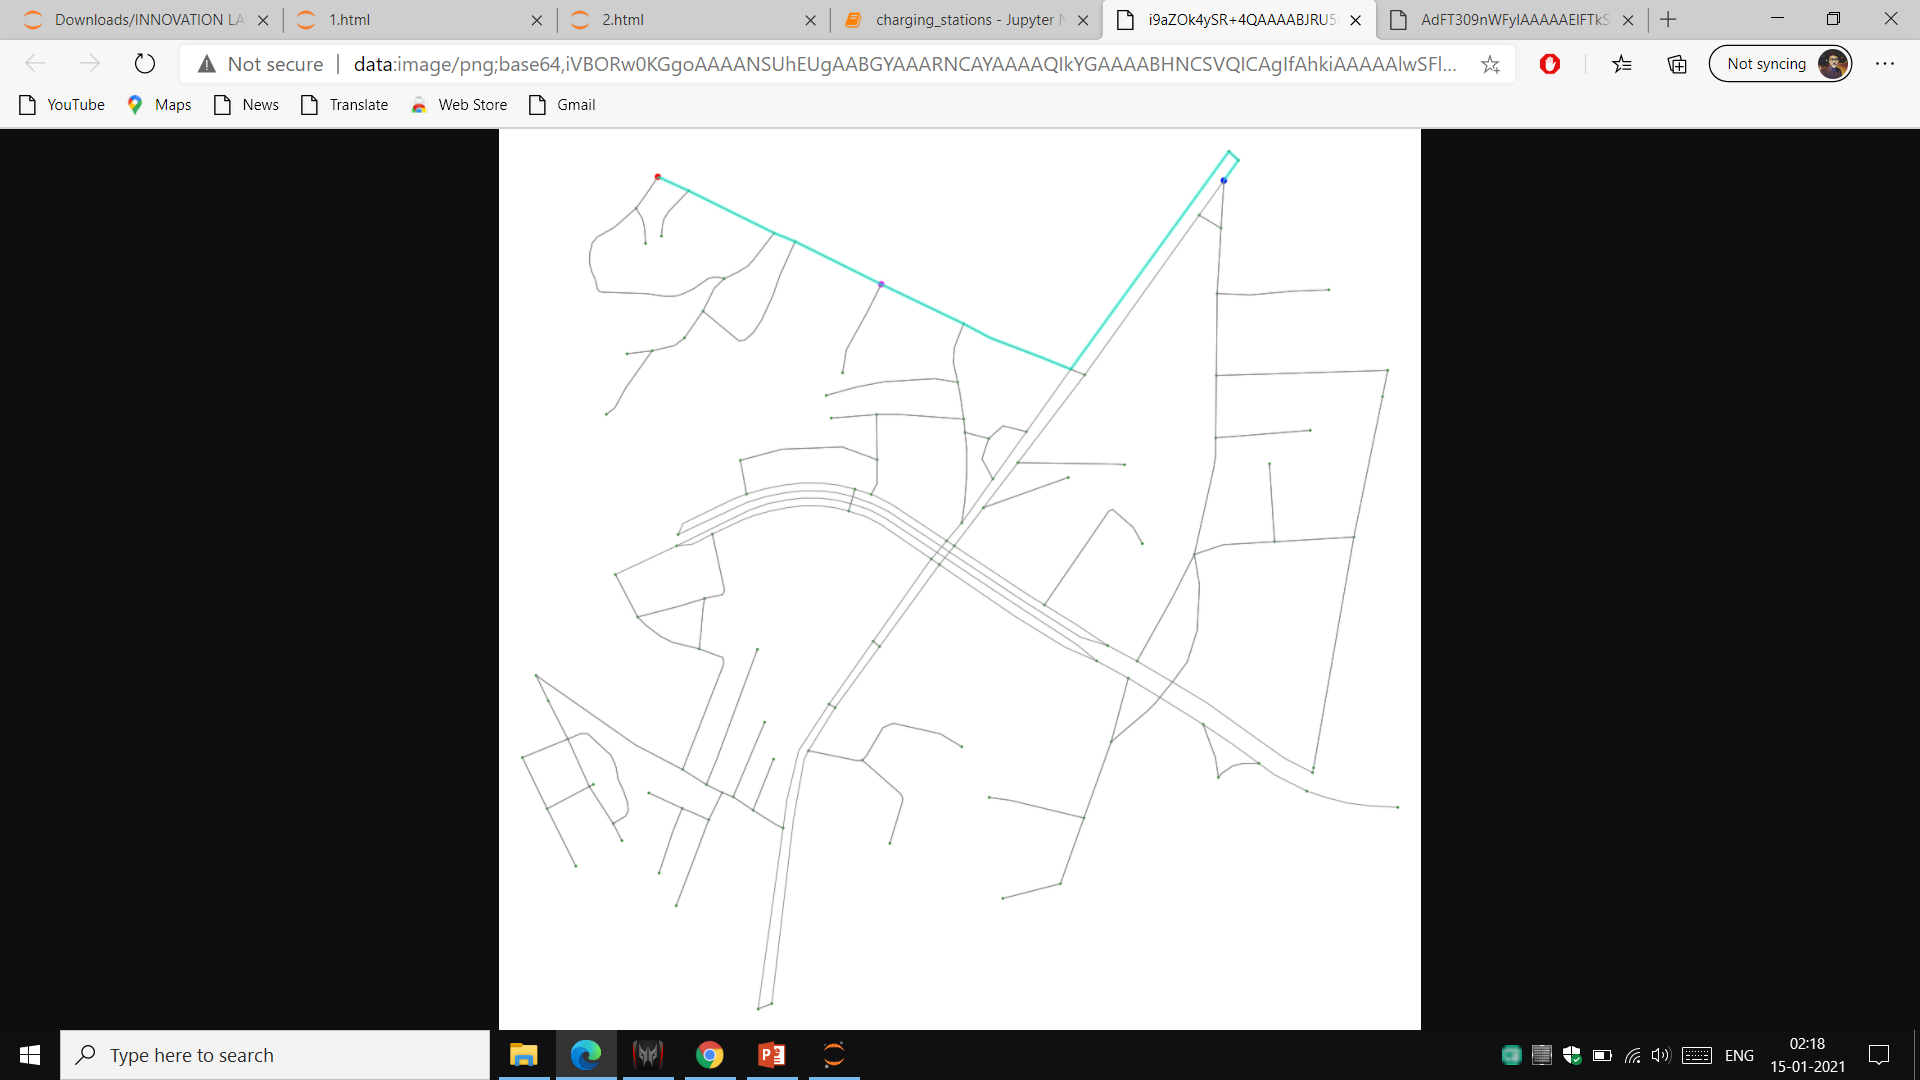 Downloads/INNOVATION LA
1.html
2.html
charging_stations - Jupyter N
i9aZOk4ySR+4QAAAABJRU5
AdFT309nWFyIAAAAAElFTkS
Not secure
data:image/png;base64,iVBORw0KGgoAAAANSUhEUgAABGYAAARNCAYAAAAQIkYGAAAABHNCSVQICAgIfAhkiAAAAAlwSFl...
Not syncing
YouTube
Maps
News
Translate
Web Store
Gmail
Type here to search
ENG
02:18
15-01-2021